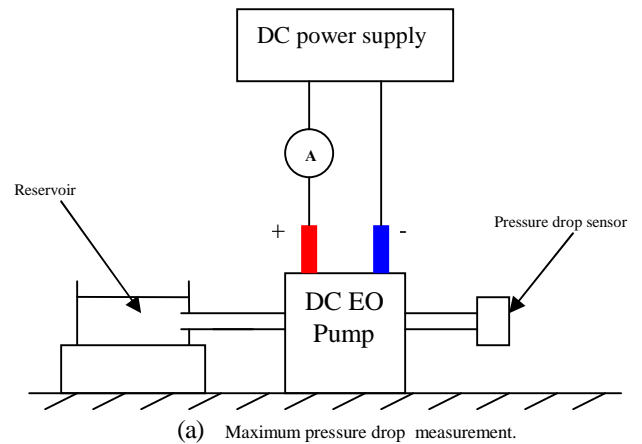 DC power supply
A
Reservoir
+
-
Pressure drop sensor
DC EO
Pump
(a) Maximum pressure drop measurement.